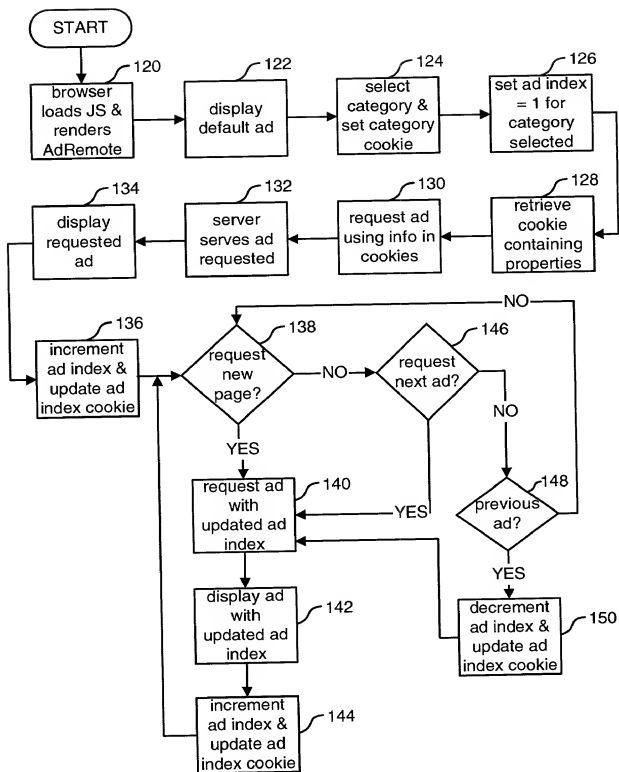 START
120
browser
loads JS &
renders
AdRemote
122
display
default ad
124
select
category &
set category
cookie
126
set ad index
= 1 for
category
selected
128
retrieve
cookie
containing
properties
130
request ad
using info in
cookies
132
server
serves ad
requested
134
display
requested
ad
136
increment
ad index &
update ad
index cookie
138
request
new
page?
NO
146
request
next ad?
NO
NO
148
previous
ad?
YES
YES
YES
140
request ad
with
updated ad
index
142
display ad
with
updated ad
index
144
increment
ad index &
update ad
index cookie
150
decrement
ad index &
update ad
index cookie